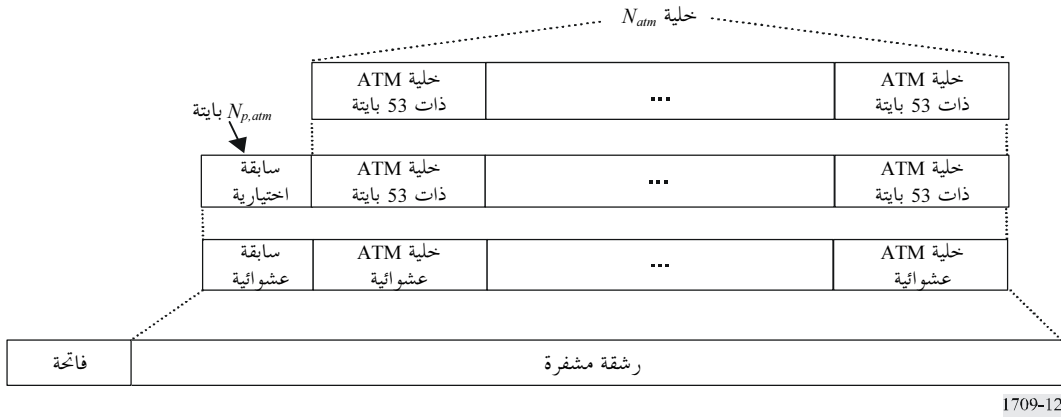 خلية N_atm
خلية ATM
ذات 53 بايتة
...
خلية ATM
ذات 53 بايتة
N_p,atm بايتة
سابقة
اختيارية
خلية ATM
ذات 53 بايتة
...
خلية ATM
ذات 53 بايتة
سابقة
عشوائية
خلية ATM
عشوائية
...
خلية ATM
عشوائية
فاتحة
رشقة مشفرة
1709-12